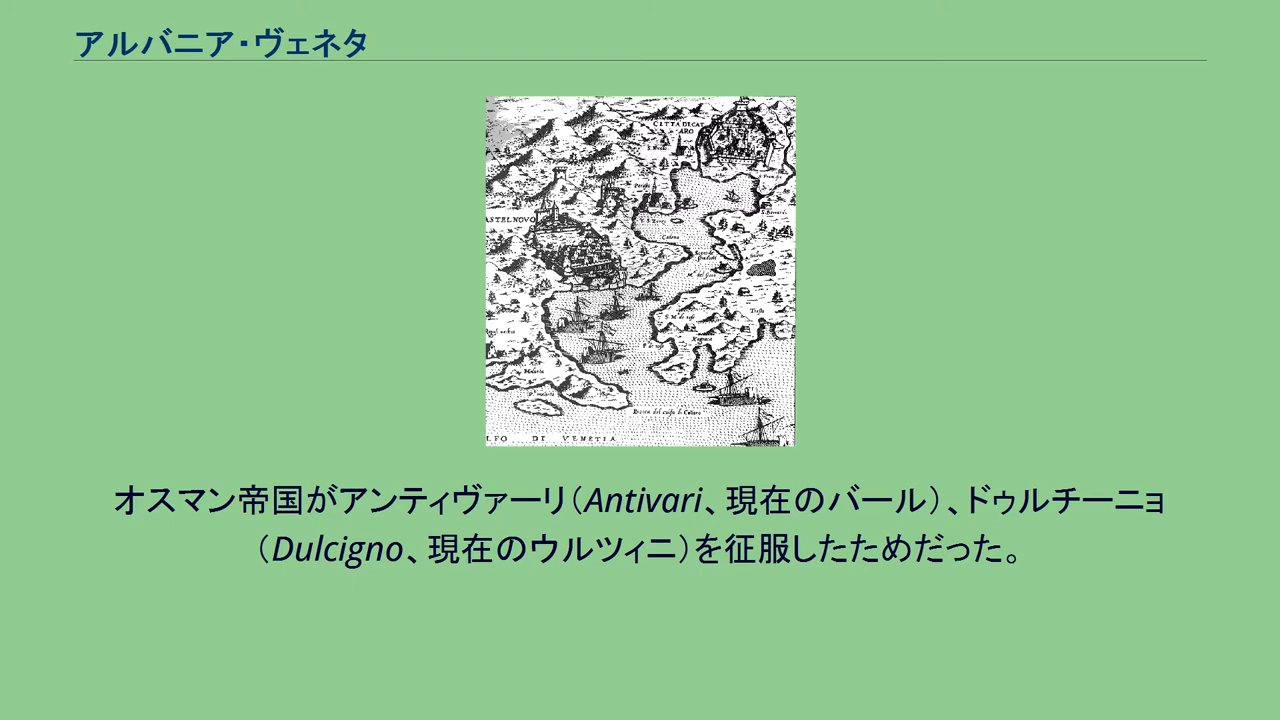 アルバニア・ヴェネタ
CITTA DI CAT
ARO
ASTELNOVO
LFO DI VENETIA
オスマン帝国がアンティヴァーリ(Antivari、現在のバール)、ドゥルチーニョ
(Dulcigno、現在のウルツィニ)を征服したためだった。